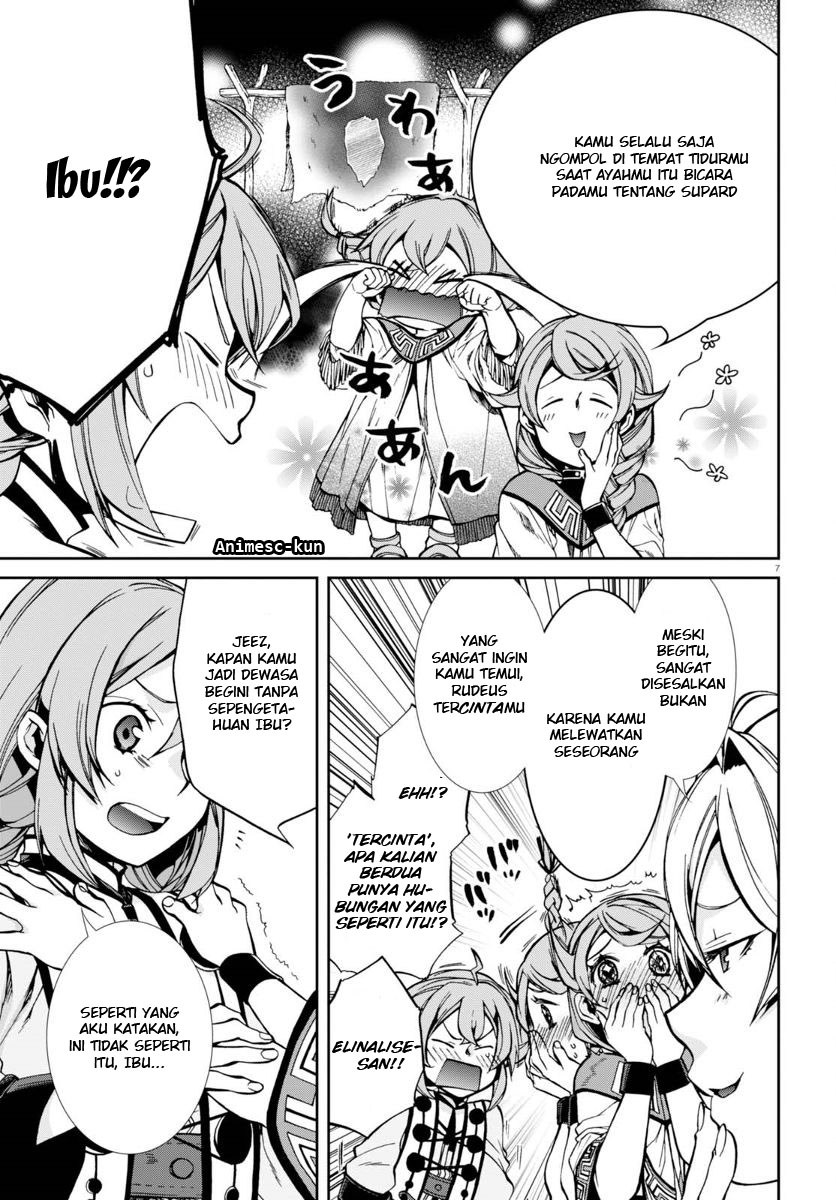 KAMU SELALU SAJA
NGOMPOL DI TEMPAT TIDURMU
SAAT AYAHMU ITU BICARA
PADAMU TENTANG SUPARD
うわぁ
ぁあぁん
Ibu!!?
Animesc-kun
7
MESKI
BEGITU,
SANGAT
DISESALKAN
BUKAN
KARENA KAMU
MELEWATKAN
SESEORANG
YANG
SANGAT INGIN
KAMU TEMUI,
RUDEUS
TERCINTAMU
EHH!?
'TERCINTA',
APA KALIAN
BERDUA
PUNYA HU-
BUNGAN YANG
SEPERTI ITU!?
ELINALISE-
SAN!!
JEEZ,
KAPAN KAMU
JADI DEWASA
BEGINI TANPA
SEPENGETA-
HUAN IBU?
SEPERTI YANG
AKU KATAKAN,
INI TIDAK SEPERTI
ITU, IBU...